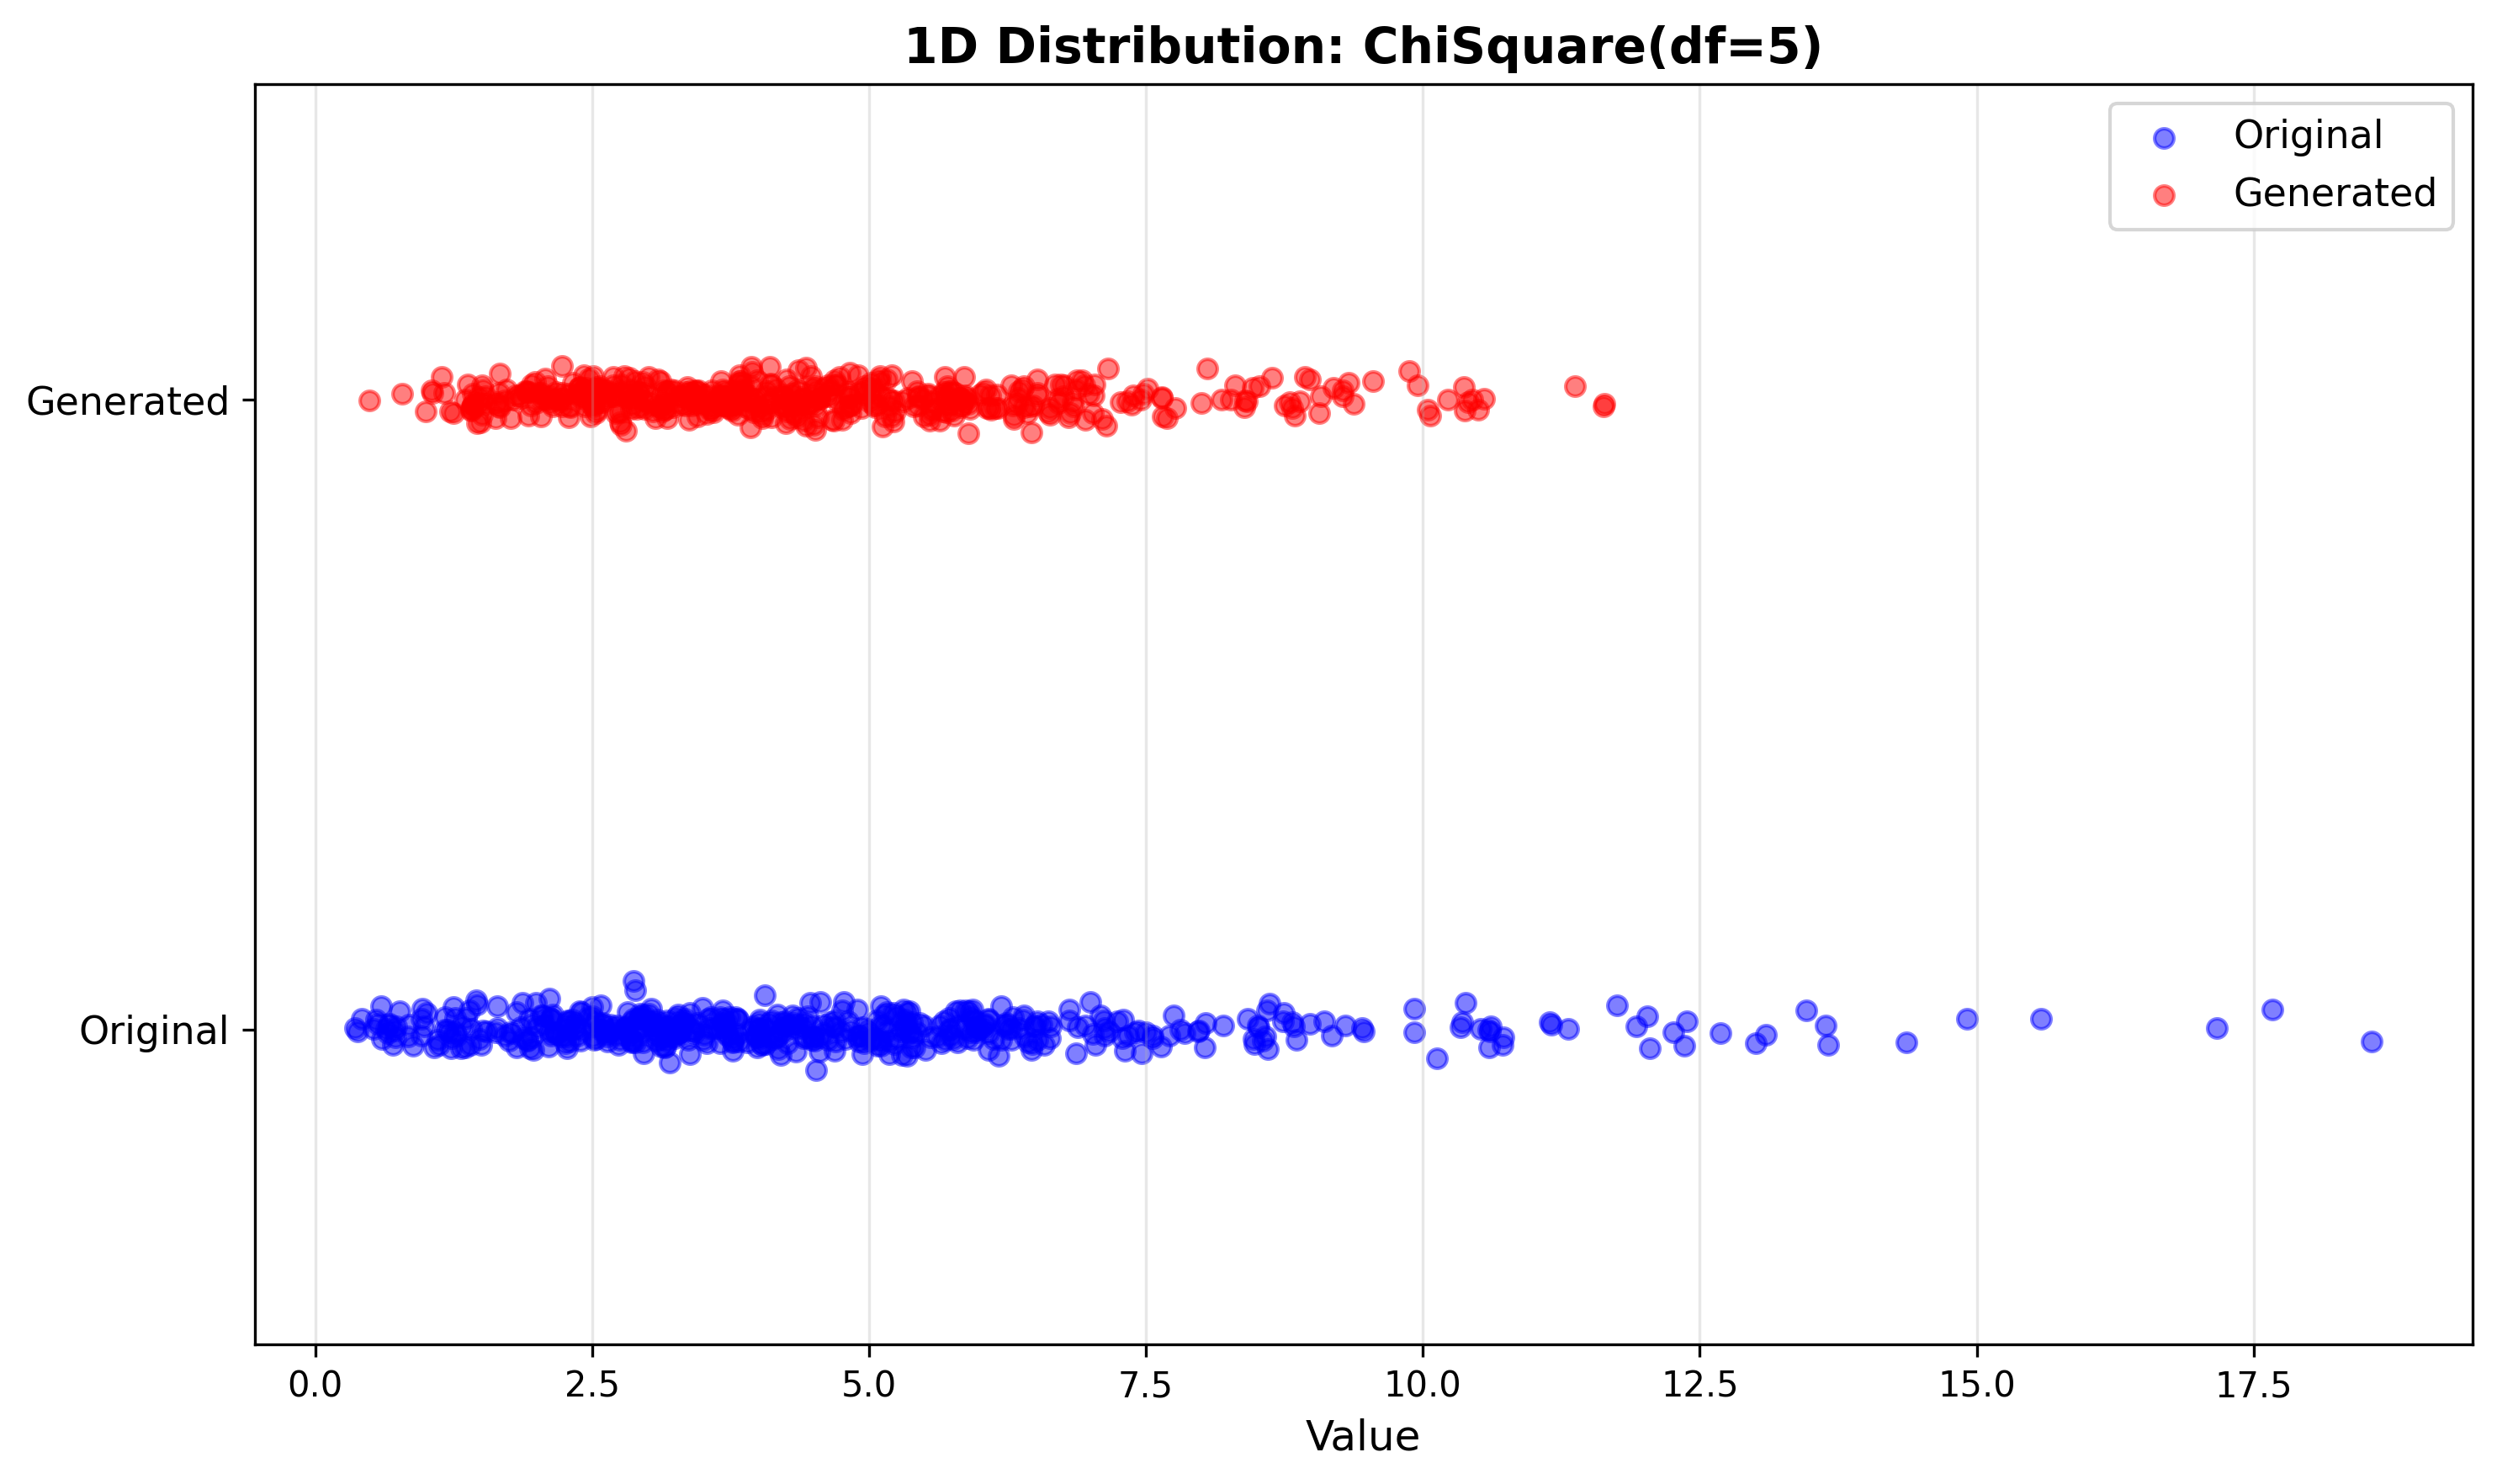 1D Distribution: ChiSquare(df=5)
Original
Generated
Generated
Original
0.0 2.5 5.0 7.5 10.0 12.5 15.0 17.5
Value